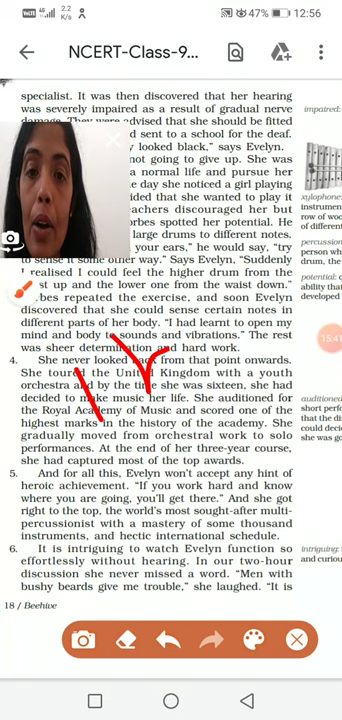 VoLTE 4G 2.2 K/s 47% 12:56
NCERT-Class-9...
specialist. It was then discovered that her hearing
was severely impaired as a result of gradual nerve
damage. They were advised that she should be fitted
d sent to a school for the deaf.
y looked black,” says Evelyn.
not going to give up. She was
a normal life and pursue her
e day she noticed a girl playing
ided that she wanted to play it
eachers discouraged her but
orbes spotted her potential. He
large drums to different notes.
your ears,” he would say, “try
to sense it some other way.” Says Evelyn, “Suddenly
I realised I could feel the higher drum from the
st up and the lower one from the waist down.”
bes repeated the exercise, and soon Evelyn
discovered that she could sense certain notes in
different parts of her body. “I had learnt to open my
mind and body to sounds and vibrations.” The rest
was sheer determination and hard work.
4. She never looked back from that point onwards.
She toured the United Kingdom with a youth
orchestra and by the time she was sixteen, she had
decided to make music her life. She auditioned for
the Royal Academy of Music and scored one of the
highest marks in the history of the academy. She
gradually moved from orchestral work to solo
performances. At the end of her three-year course,
she had captured most of the top awards.
5. And for all this, Evelyn won’t accept any hint of
heroic achievement. “If you work hard and know
where you are going, you’ll get there.” And she got
right to the top, the world’s most sought-after multi-
percussionist with a mastery of some thousand
instruments, and hectic international schedule.
6. It is intriguing to watch Evelyn function so
effortlessly without hearing. In our two-hour
discussion she never missed a word. “Men with
bushy beards give me trouble,” she laughed. “It is
18 / Beehive
impaired:
xylophone:
instrumen
row of woo
of different
percussion
person wh
drum, the
potential: q
ability that
developed
15:41
auditioned
short perfo
that the di
could deci
she was go
intriguing:
and curiou